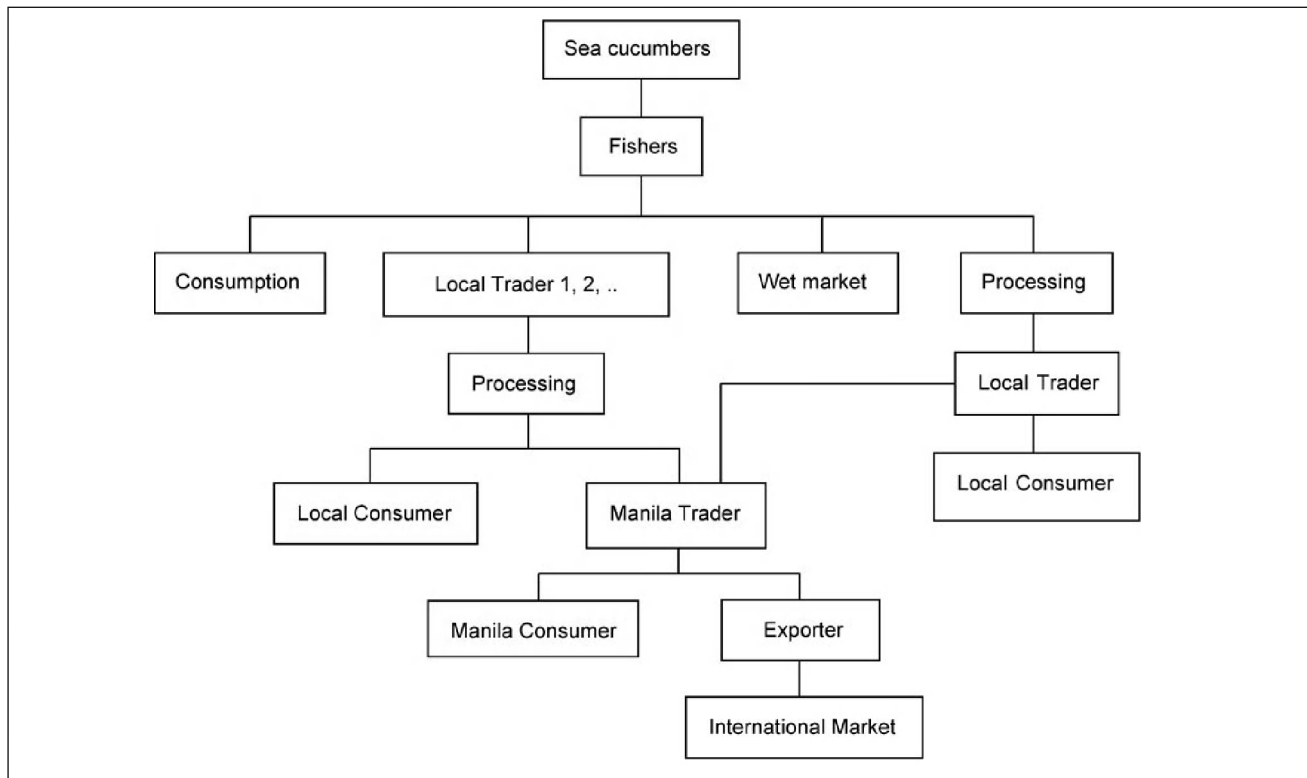 Sea cucumbers
Fishers
Consumption
Local Trader 1, 2, ..
Wet market
Processing
Processing
Local Trader
Local Consumer
Manila Trader
Local Consumer
Manila Consumer
Exporter
International Market